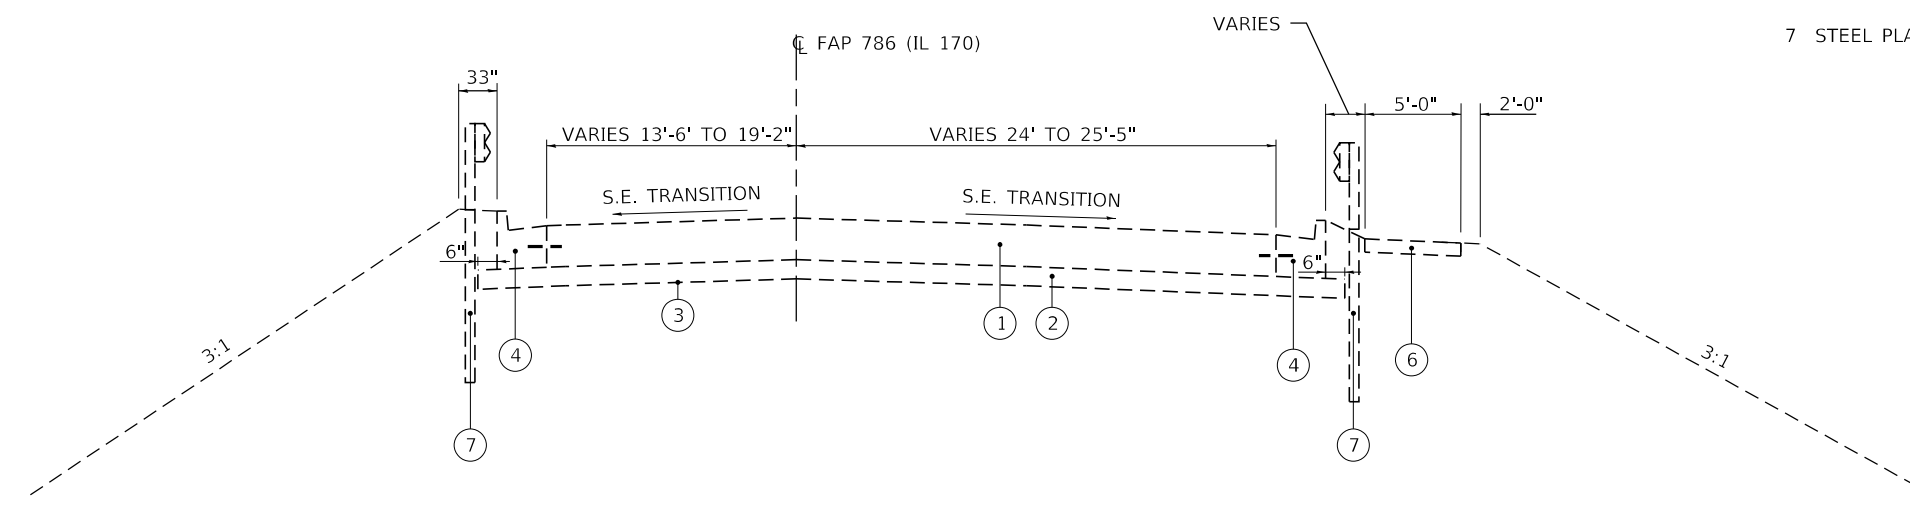 VARIES
℄ FAP 786 (IL 170)
7 STEEL
33"
5'-0"
2'-0"
VARIES 13'-6' TO 19'-2"
VARIES 24' TO 25'-5"
S.E. TRANSITION
S.E. TRANSITION
6"
6"
3:1
3:1
3
1
2
4
4
6
7
7